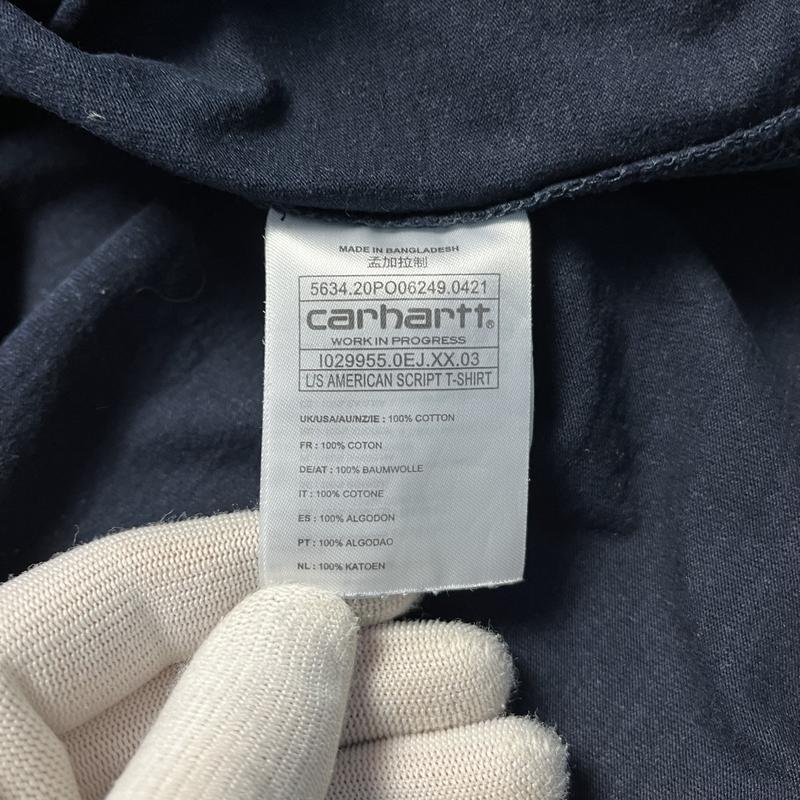 MADE IN BANGLADESH
孟加拉制
5634.20PO06249.0421
carhartt®
WORK IN PROGRESS
I029955.0EJ.XX.03
L/S AMERICAN SCRIPT T-SHIRT
UK/USA/AU/NZ/IE : 100% COTTON
FR : 100% COTON
DE/AT : 100% BAUMWOLLE
IT : 100% COTONE
ES : 100% ALGODON
PT : 100% ALGODAO
NL : 100% KATOEN